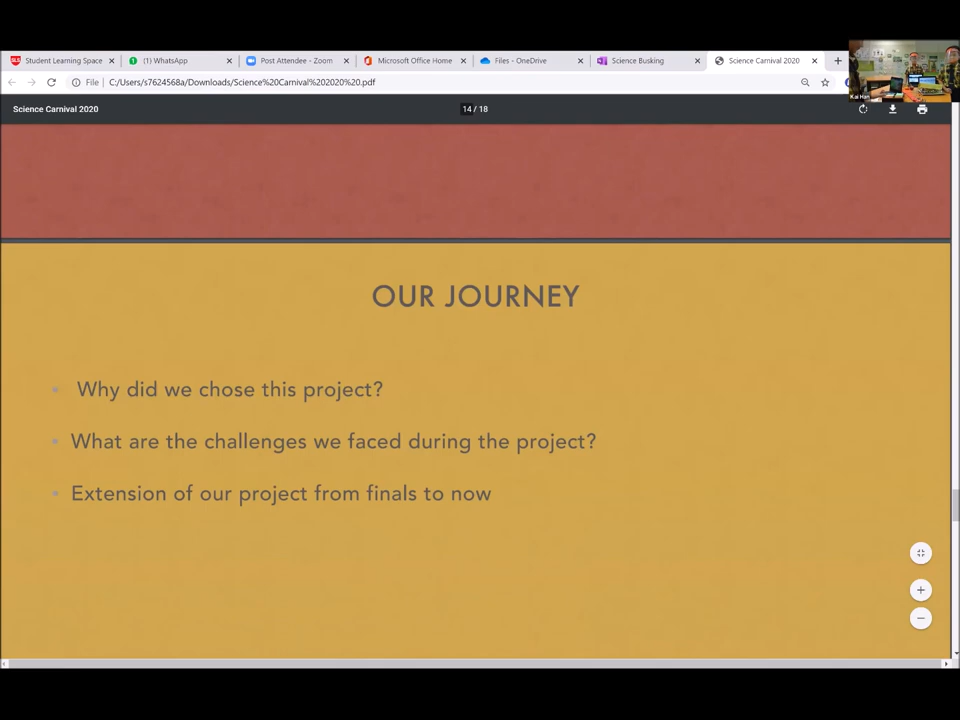 Student Learning Space
(1) WhatsApp
Post Attendee - Zoom
Microsoft Office Home
Files - OneDrive
Science Busking
Science Carnival 2020
File
C:/Users/s7624568a/Downloads/Science%20Carnival%202020%20.pdf
Science Carnival 2020
14 / 18
OUR JOURNEY
Why did we chose this project?
What are the challenges we faced during the project?
Extension of our project from finals to now